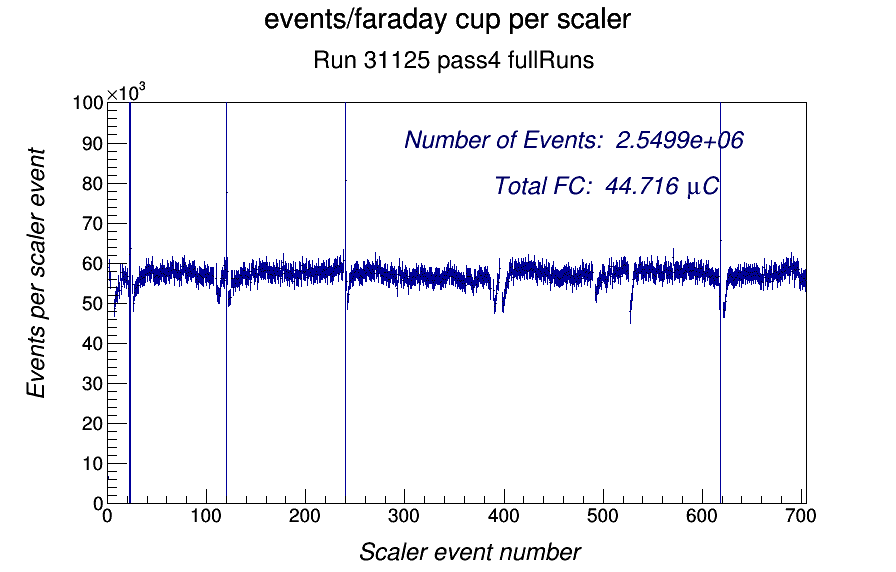 events/faraday cup per scaler
Run 31125 pass4 fullRuns
×10³
100
90
80
70
60
50
40
30
20
10
0
Number of Events: 2.5499e+06
Total FC: 44.716 μC
Events per scaler event
0 100 200 300 400 500 600 700
Scaler event number